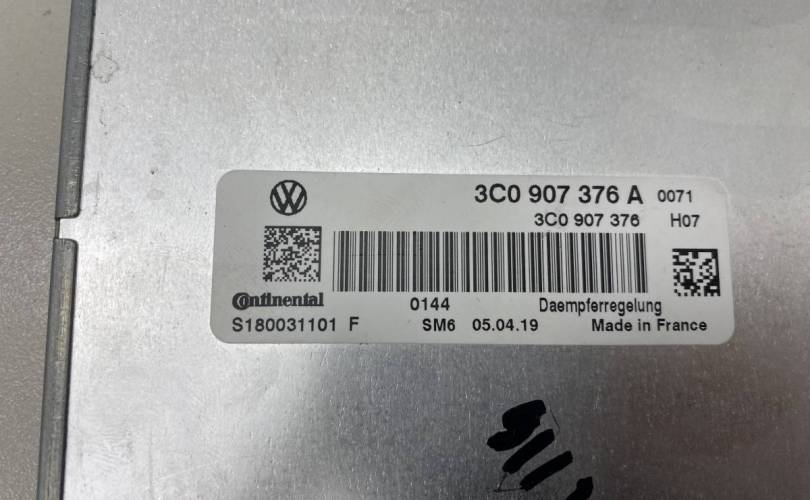 3C0 907 376 A 0071
3C0 907 376 H07
Continental 0144 Daempferregelung
S180031101 F SM6 05.04.19 Made in France